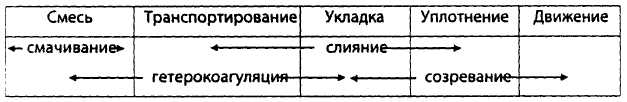 Смесь Транспортирование Укладка Уплотнение Движение
смачивание слияние
гетерокоагуляция созревание